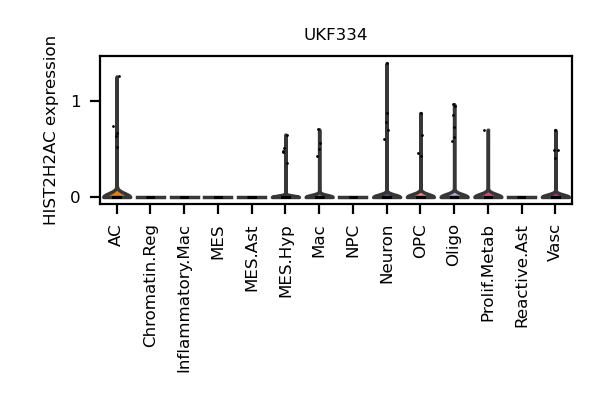 UKF334
HIST2H2AC expression
1
0
AC
Chromatin.Reg
Inflammatory.Mac
MES
MES.Ast
MES.Hyp
Mac
NPC
Neuron
OPC
Oligo
Prolif.Metab
Reactive.Ast
Vasc